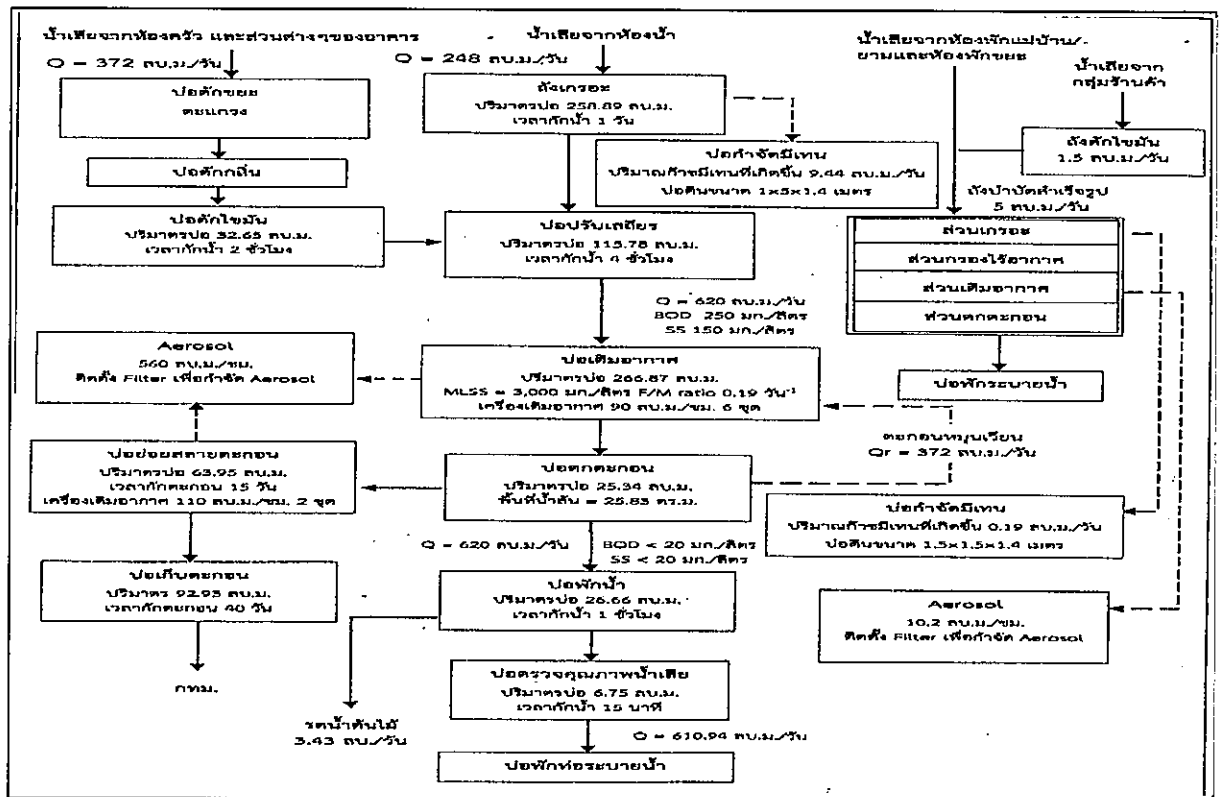 น้ำเสียจากห้องครัว และส่วนต่างๆของอาคาร
Q = 372 ลบ.ม./วัน
บ่อดักขยะ
ตะแกรง
บ่อดักกลิ่น
บ่อดักไขมัน
ปริมาตรบ่อ 32.65 ลบ.ม.
เวลากักน้ำ 2 ชั่วโมง
น้ำเสียจากห้องน้ำ
Q = 248 ลบ.ม./วัน
ถังเกรอะ
ปริมาตรบ่อ 258.89 ลบ.ม.
เวลากักน้ำ 1 วัน
บ่อกำจัดมีเทน
ปริมาณก๊าซมีเทนที่เกิดขึ้น 9.44 ลบ.ม./วัน
บ่อดินขนาด 1×5×1.4 เมตร
บ่อปรับเสถียร
ปริมาตรบ่อ 115.78 ลบ.ม.
เวลากักน้ำ 4 ชั่วโมง
น้ำเสียจากห้องพักแม่บ้าน/
ยามและห้องพักขยะ
น้ำเสียจาก
กลุ่มร้านค้า
ถังดักไขมัน
1.5 ลบ.ม./วัน
ถังบำบัดสำเร็จรูป
5 ลบ.ม./วัน
ส่วนเกรอะ
ส่วนกรองไร้อากาศ
ส่วนเติมอากาศ
ส่วนตกตะกอน
บ่อพักระบายน้ำ
Q = 620 ลบ.ม./วัน
BOD 250 มก./ลิตร
SS 150 มก./ลิตร
Aerosol
560 ลบ.ม./ชม.
ติดตั้ง Filter เพื่อกำจัด Aerosol
บ่อเติมอากาศ
ปริมาตรบ่อ 266.87 ลบ.ม.
MLSS = 3,000 มก./ลิตร F/M ratio 0.19 วัน⁻¹
เครื่องเติมอากาศ 90 ลบ.ม./ชม. 6 ชุด
ตะกอนหมุนเวียน
Qr = 372 ลบ.ม./วัน
บ่อย่อยสลายตะกอน
ปริมาตรบ่อ 63.95 ลบ.ม.
เวลากักตะกอน 15 วัน
เครื่องเติมอากาศ 110 ลบ.ม./ชม. 2 ชุด
บ่อตกตะกอน
ปริมาตรบ่อ 25.34 ลบ.ม.
พื้นที่น้ำล้น = 25.83 ตร.ม.
บ่อกำจัดมีเทน
ปริมาณก๊าซมีเทนที่เกิดขึ้น 0.19 ลบ.ม./วัน
บ่อดินขนาด 1.5×1.5×1.4 เมตร
Q = 620 ลบ.ม./วัน
BOD < 20 มก./ลิตร
SS < 20 มก./ลิตร
บ่อเก็บตะกอน
ปริมาตร 92.93 ลบ.ม.
เวลากักตะกอน 40 วัน
กทม.
บ่อพักน้ำ
ปริมาตรบ่อ 26.66 ลบ.ม.
เวลากักน้ำ 1 ชั่วโมง
Aerosol
10.2 ลบ.ม./ชม.
ติดตั้ง Filter เพื่อกำจัด Aerosol
รดน้ำต้นไม้
3.43 ลบ./วัน
บ่อตรวจคุณภาพน้ำเสีย
ปริมาตรบ่อ 6.75 ลบ.ม.
เวลากักน้ำ 15 นาที
Q = 610.94 ลบ.ม./วัน
บ่อพักท่อระบายน้ำ